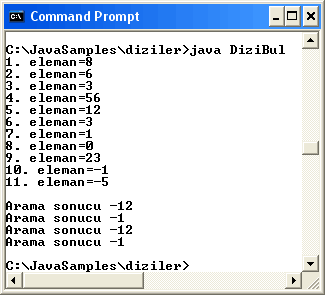 Command Prompt
C:\JavaSamples\diziler>java DiziBul
1. eleman=8
2. eleman=6
3. eleman=3
4. eleman=56
5. eleman=12
6. eleman=3
7. eleman=1
8. eleman=0
9. eleman=23
10. eleman=-1
11. eleman=-5
Arama sonucu -12
Arama sonucu -1
Arama sonucu -12
Arama sonucu -1
C:\JavaSamples\diziler>